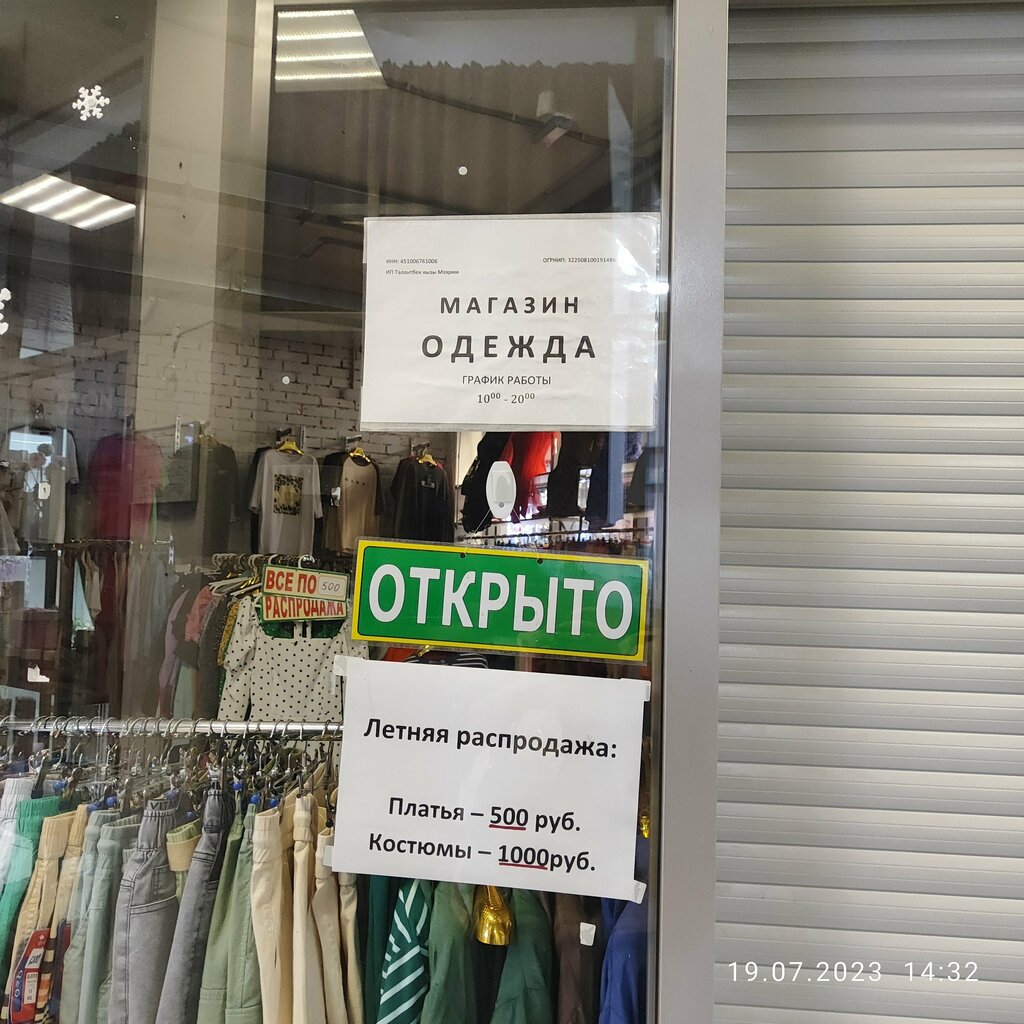 ИНН: 451006761006
ОГРНИП: 322508100191446
ИП Талантбек кызы Мээрим
МАГАЗИН
ОДЕЖДА
ГРАФИК РАБОТЫ
10⁰⁰ - 20⁰⁰
ВСЕ ПО 500
РАСПРОДАЖА
ОТКРЫТО
Летняя распродажа:
Платья – 500 руб.
Костюмы – 1000руб.
19.07.2023 14:32